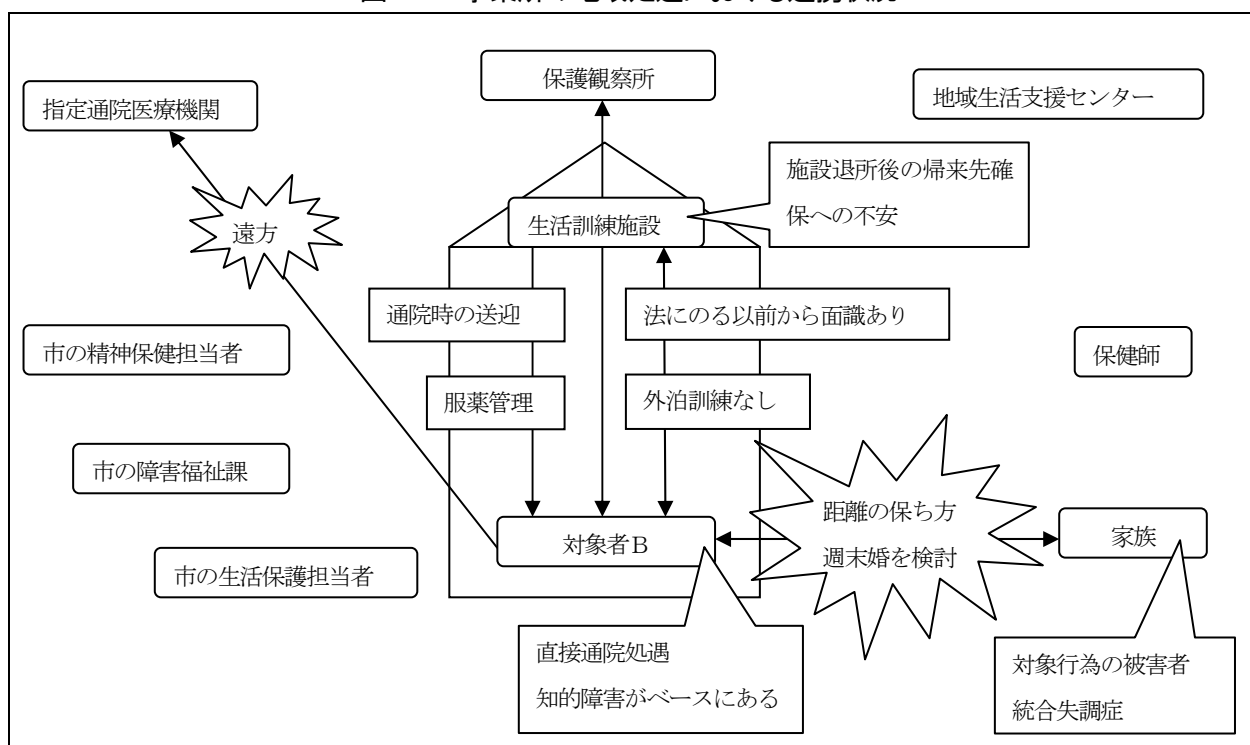 保護観察所
指定通院医療機関
地域生活支援センター
施設退所後の帰来先確
保への不安
生活訓練施設
遠方
通院時の送迎
法にのる以前から面識あり
市の精神保健担当者
保健師
服薬管理
外泊訓練なし
市の障害福祉課
距離の保ち方
週末婚を検討
対象者B
家族
市の生活保護担当者
直接通院処遇
知的障害がベースにある
対象行為の被害者
統合失調症